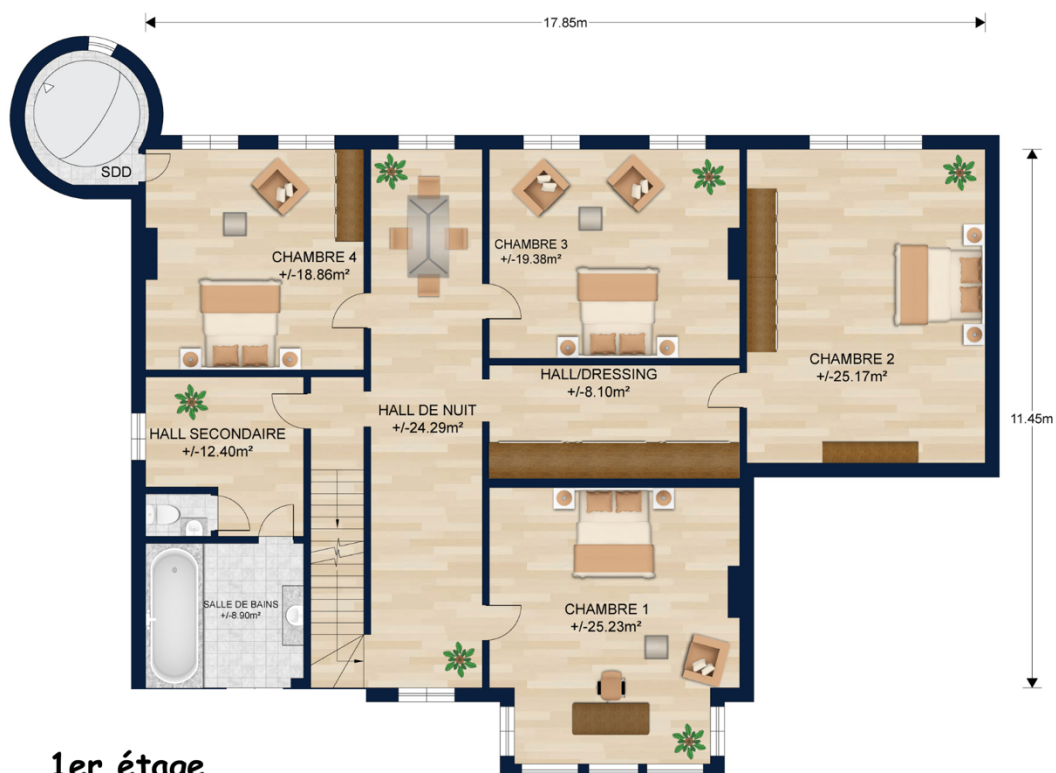 17.85m
SDD
CHAMBRE 4
+/-18.86m²
CHAMBRE 3
+/-19.38m²
CHAMBRE 2
+/-25.17m²
HALL/DRESSING
+/-8.10m²
HALL DE NUIT
+/-24.29m²
HALL SECONDAIRE
+/-12.40m²
11.45m
SALLE DE BAINS
+/-8.90m²
CHAMBRE 1
+/-25.23m²
1er étage